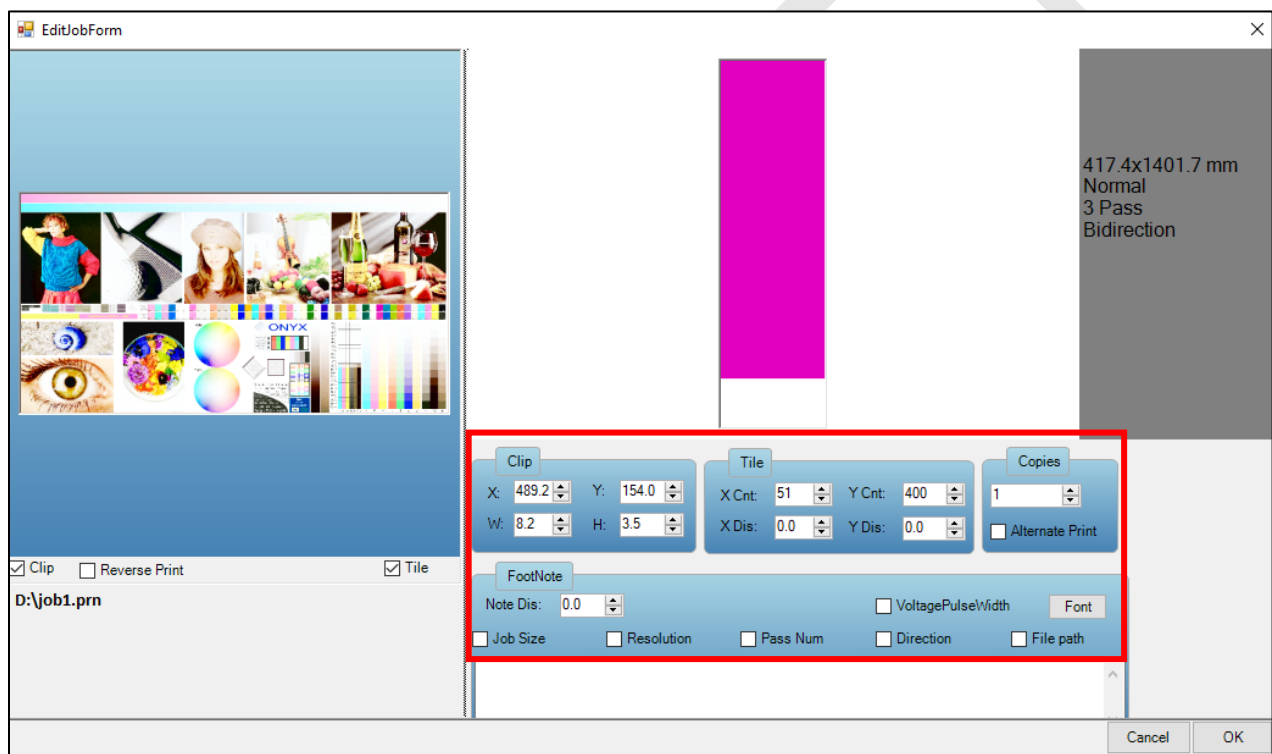 EditJobForm
ONYX
417.4x1401.7 mm
Normal
3 Pass
Bidirection
Clip
X: 489.2 Y: 154.0
W: 8.2 H: 3.5
Tile
X Cnt: 51 Y Cnt: 400
X Dis: 0.0 Y Dis: 0.0
Copies
1
Alternate Print
Clip Reverse Print Tile
D:\job1.prn
FootNote
Note Dis: 0.0 VoltagePulseWidth Font
Job Size Resolution Pass Num Direction File path
Cancel OK